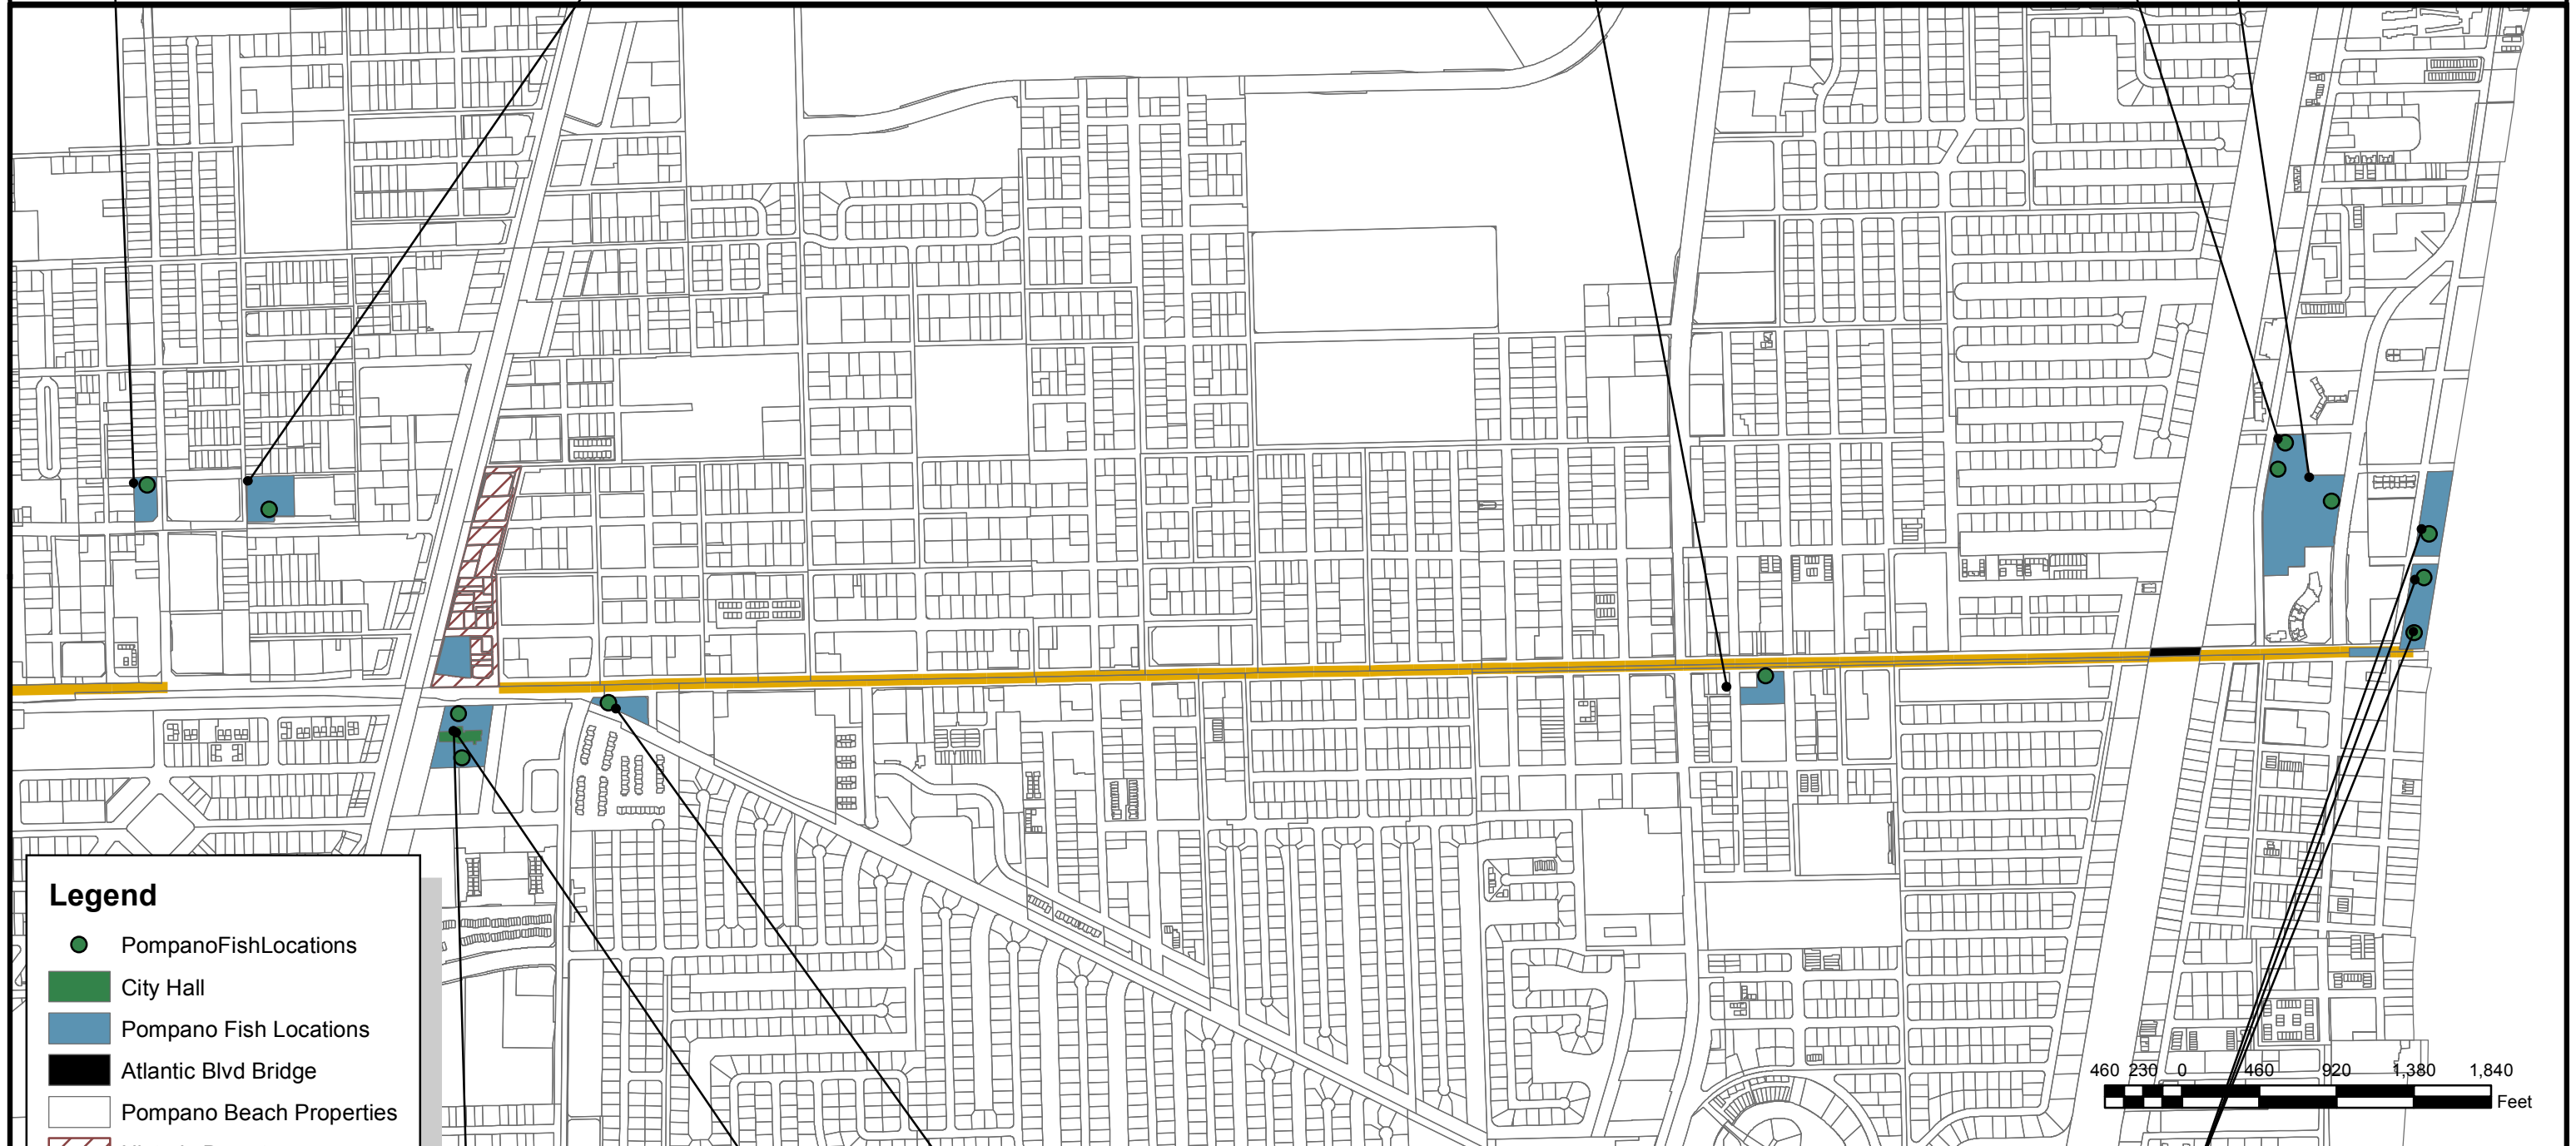 Legend
PompanoFishLocations
City Hall
Pompano Fish Locations
Atlantic Blvd Bridge
Pompano Beach Properties
460 230 0 460 920 1,380 1,840
Feet